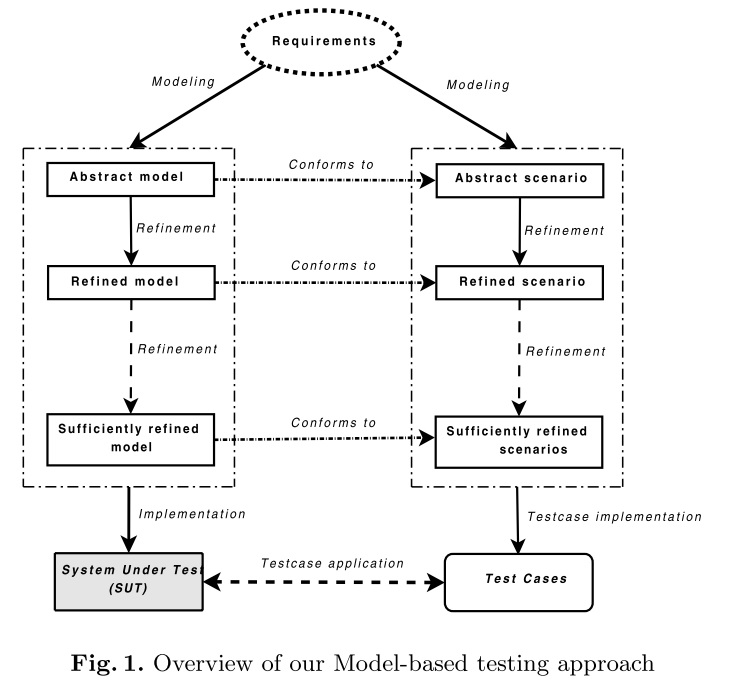 Requirements
Modeling
Modeling
Abstract model
Conforms to
Abstract scenario
Refinement
Refinement
Refined model
Conforms to
Refined scenario
Refinement
Refinement
Sufficiently refined
model
Conforms to
Sufficiently refined
scenarios
Implementation
Testcase implementation
System Under Test
(SUT)
Testcase application
Test Cases
Fig. 1. Overview of our Model-based testing approach